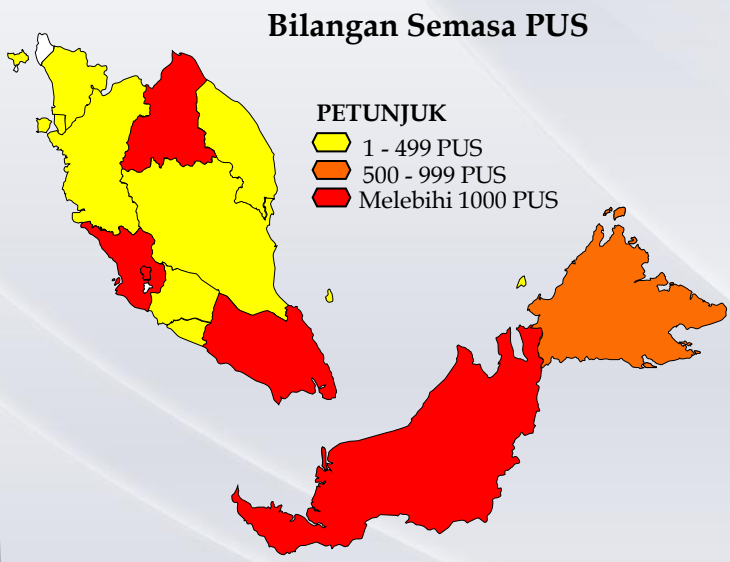 Bilangan Semasa PUS
PETUNJUK
1 - 499 PUS
500 - 999 PUS
Melebihi 1000 PUS